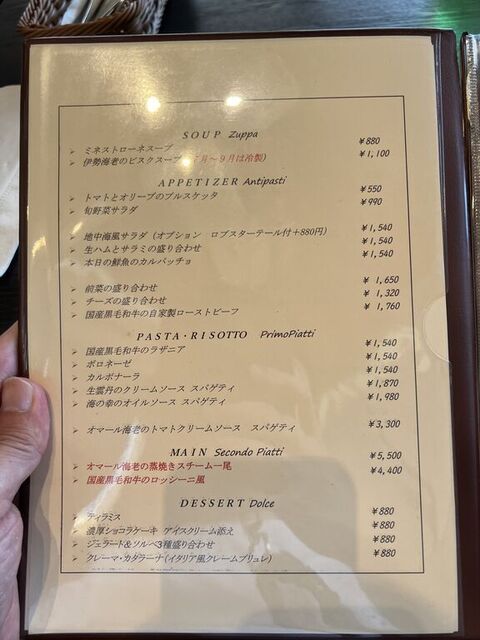 SOUP Zuppa
➢ ミネストローネスープ ¥880
➢ 伊勢海老のビスクスープ 月～9月は冷製) ¥1,100
APPETIZER Antipasti
➢ トマトとオリーブのブルスケッタ ¥550
➢ 旬野菜サラダ ¥990
➢ 地中海風サラダ (オプション ロブスターテール付+880円) ¥1,540
➢ 生ハムとサラミの盛り合わせ ¥1,540
➢ 本日の鮮魚のカルパッチョ ¥1,540
➢ 前菜の盛り合わせ ¥ 1,650
➢ チーズの盛り合わせ ¥ 1,320
➢ 国産黒毛和牛の自家製ローストビーフ ¥ 1,760
PASTA・RISOTTO PrimoPiatti
➢ 国産黒毛和牛のラザニア ¥1,540
➢ ボロネーゼ ¥1,540
➢ カルボナーラ ¥1,540
➢ 生雲丹のクリームソース スパゲティ ¥1,870
➢ 海の幸のオイルソース スパゲティ ¥1,980
➢ オマール海老のトマトクリームソース スパゲティ ¥3,300
MAIN Secondo Piatti
➢ オマール海老の蒸焼きスチーム一尾 ¥5,500
➢ 国産黒毛和牛のロッシーニ風 ¥4,400
DESSERT Dolce
➢ ティラミス ¥880
➢ 濃厚ショコラケーキ アイスクリーム添え ¥880
➢ ジェラート&ソルベ3種盛り合わせ ¥880
➢ クレーマ・カタラーナ(イタリア風クレームブリュレ) ¥880